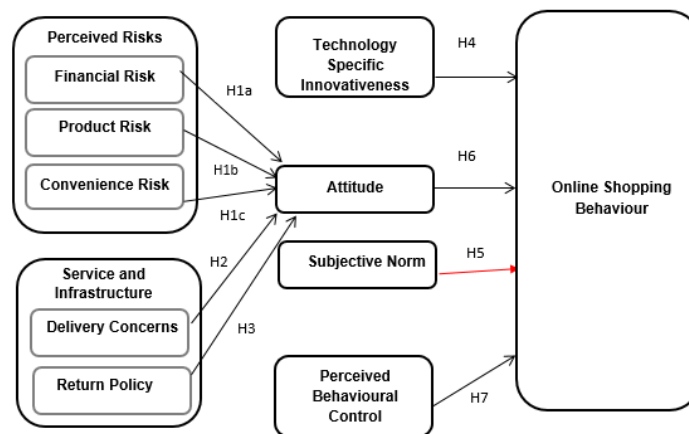 Perceived Risks
Financial Risk
Product Risk
Convenience Risk
H1a
H1b
H1c
Service and
Infrastructure
Delivery Concerns
Return Policy
H2
H3
Technology
Specific
Innovativeness
Attitude
Subjective Norm
Perceived
Behavioural
Control
H4
H6
H5
H7
Online Shopping
Behaviour